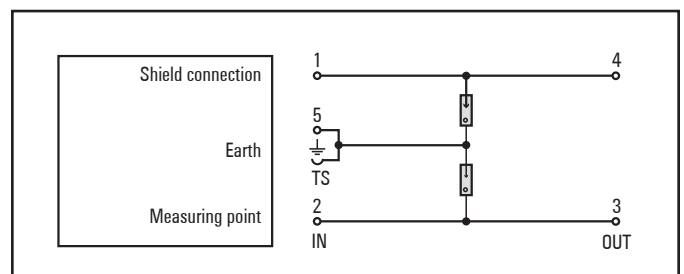 1 4
Shield connection
5
Earth
TS
2 3
Measuring point
IN OUT